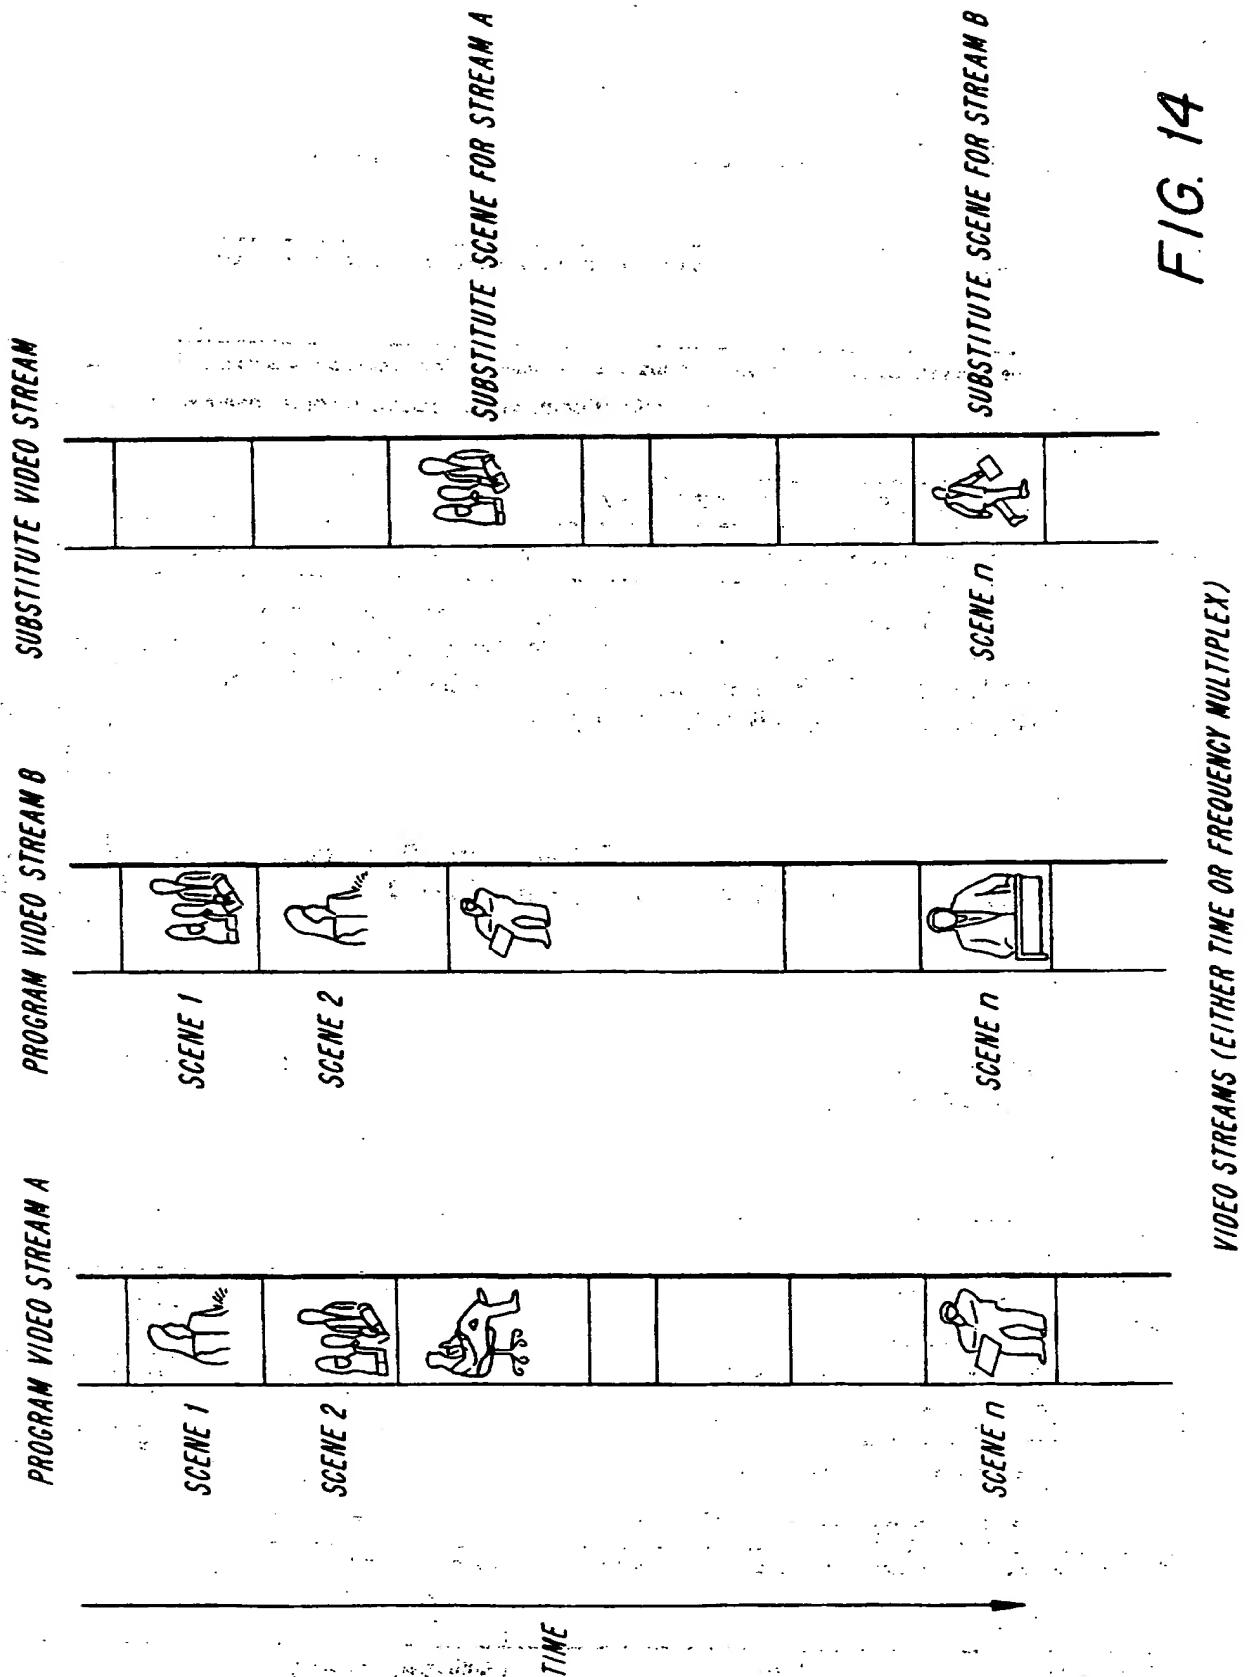 PROGRAM VIDEO STREAM A
PROGRAM VIDEO STREAM B
SUBSTITUTE VIDEO STREAM
SCENE 1
SCENE 1
SCENE 2
SCENE 2
SUBSTITUTE SCENE FOR STREAM A
TIME
SCENE n
SCENE n
SCENE n
SUBSTITUTE SCENE FOR STREAM B
VIDEO STREAMS (EITHER TIME OR FREQUENCY MULTIPLEX)
FIG. 14